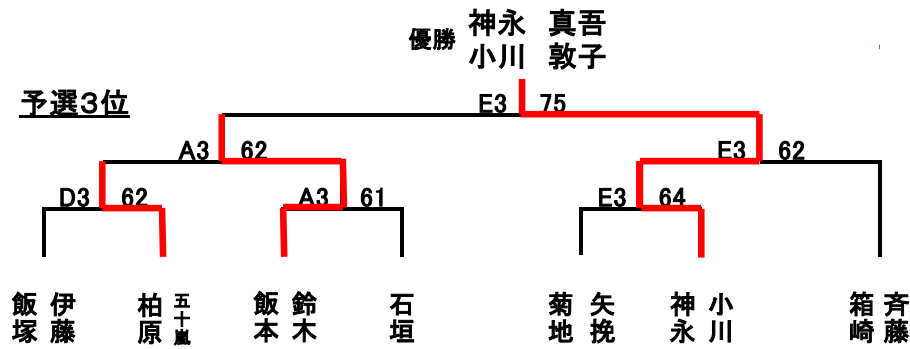 優勝
神永 真吾
小川 敦子
予選3位
E3 75
A3 62
E3 62
D3 62
A3 61
E3 64
飯塚 伊藤
柏原 五十嵐
飯本 鈴木
石垣
菊地 矢挽
神永 小川
箱崎 斉藤